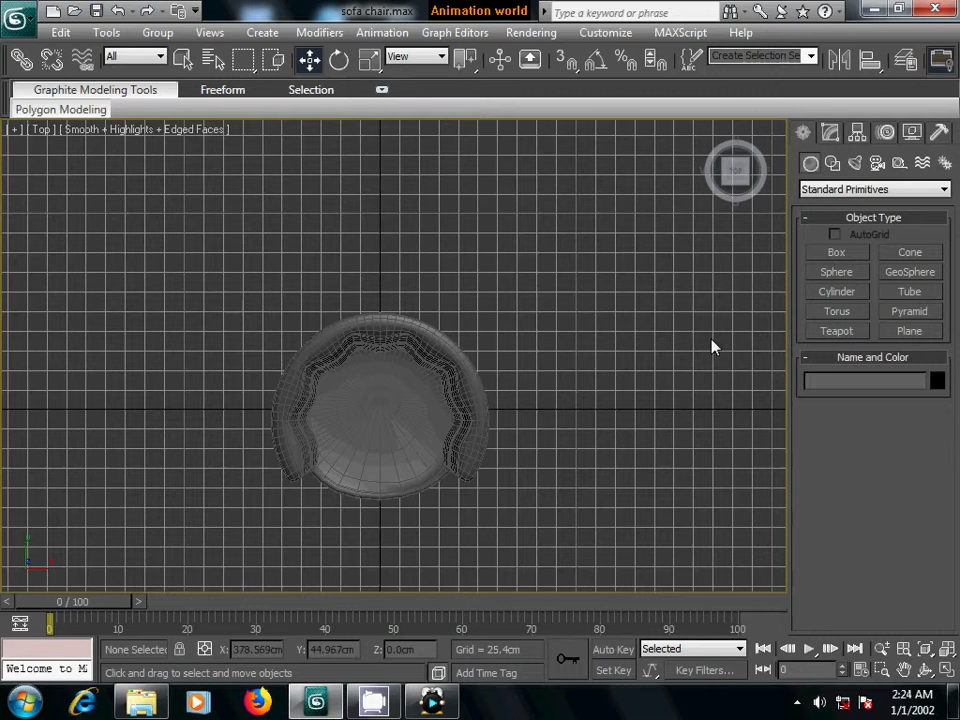 sofa chair.max
Animation world
Type a keyword or phrase
Edit Tools Group Views Create Modifiers Animation Graph Editors Rendering Customize MAXScript Help
All View 3 Create Selection Se
Graphite Modeling Tools Freeform Selection
Polygon Modeling
[ + ] [ Top ] [ Smooth + Highlights + Edged Faces ]
TOP
Standard Primitives
Object Type
AutoGrid
Box Cone
Sphere GeoSphere
Cylinder Tube
Torus Pyramid
Teapot Plane
Name and Color
< 0 / 100 >
0 10 20 30 40 50 60 70 80 90 100
None Selected X: 378.569cm Y: 44.967cm Z: 0.0cm Grid = 25.4cm Auto Key Selected
Welcome to M Click and drag to select and move objects Add Time Tag Set Key Key Filters... 0
2:24 AM
1/1/2002